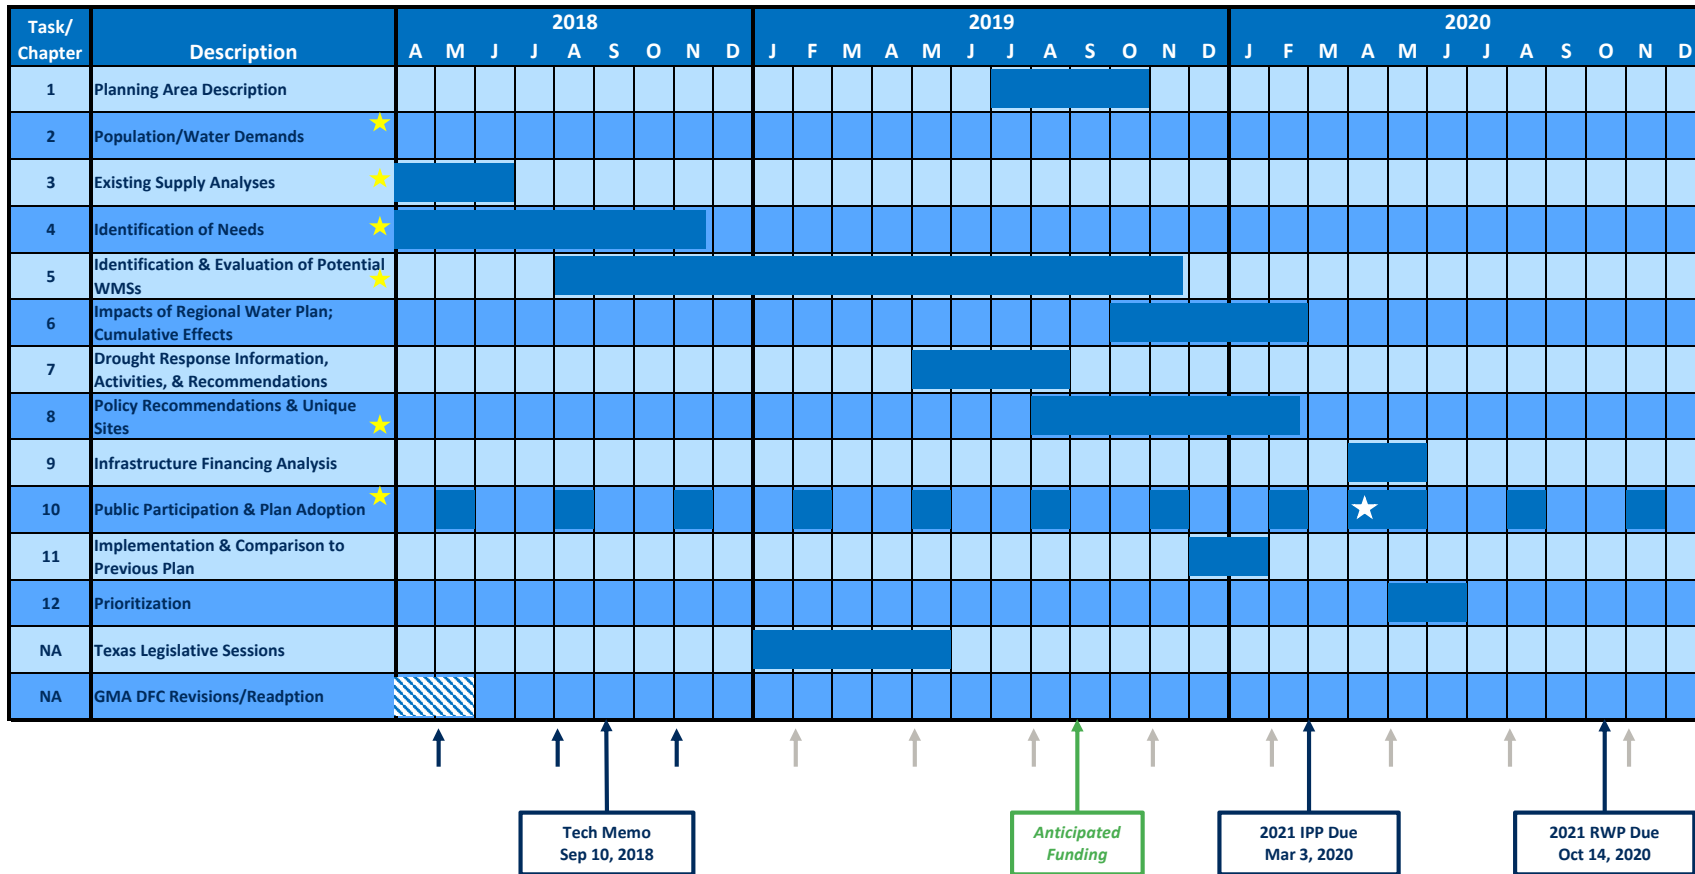 Task/
Chapter
Description
2018
2019
2020
A M J J A S O N D J F M A M J J A S O N D J F M A M J J A S O N D
1 Planning Area Description
2 Population/Water Demands
3 Existing Supply Analyses
4 Identification of Needs
5 Identification & Evaluation of Potential
WMSs
6 Impacts of Regional Water Plan;
Cumulative Effects
7 Drought Response Information,
Activities, & Recommendations
8 Policy Recommendations & Unique
Sites
9 Infrastructure Financing Analysis
10 Public Participation & Plan Adoption
11 Implementation & Comparison to
Previous Plan
12 Prioritization
NA Texas Legislative Sessions
NA GMA DFC Revisions/Readption
Tech Memo
Sep 10, 2018
Anticipated
Funding
2021 IPP Due
Mar 3, 2020
2021 RWP Due
Oct 14, 2020